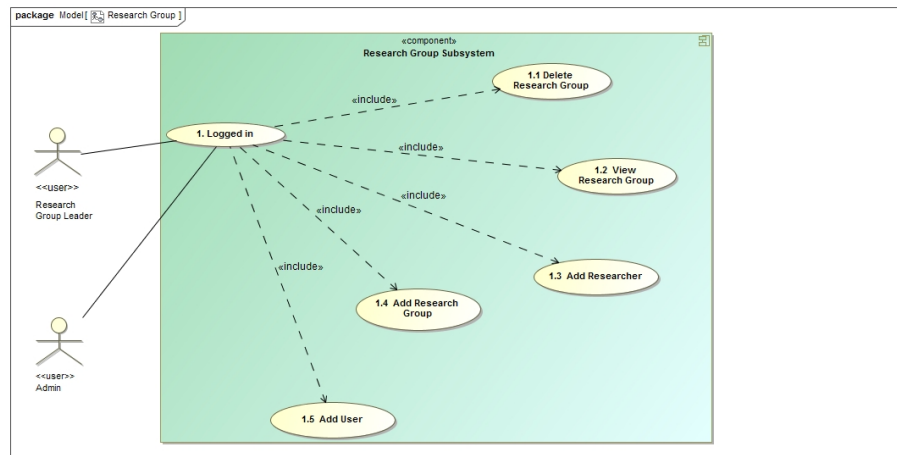 package Model [ Research Group ]
«component»
Research Group Subsystem
1.1 Delete
Research Group
«include»
1. Logged in
«include»
1.2 View
Research Group
<<user>>
Research
Group Leader
«include»
«include»
«include»
1.3 Add Researcher
1.4 Add Research
Group
<<user>>
Admin
1.5 Add User